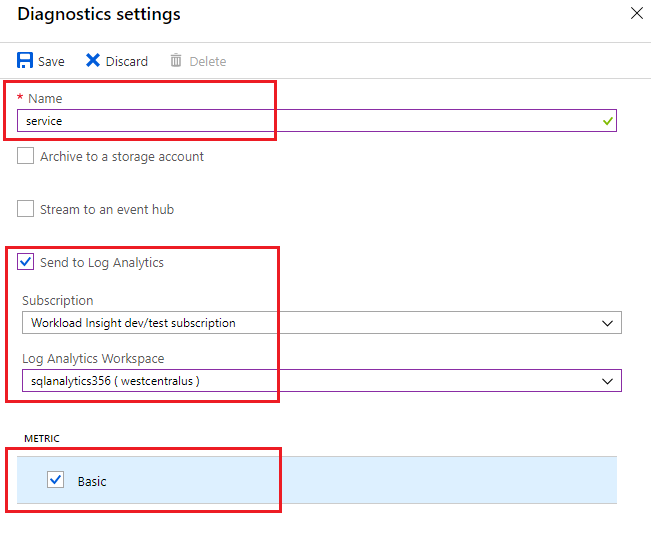 Diagnostics settings
Save Discard Delete
* Name
service
Archive to a storage account
Stream to an event hub
Send to Log Analytics
Subscription
Workload Insight dev/test subscription
Log Analytics Workspace
sqlanalytics356 ( westcentralus )
METRIC
Basic